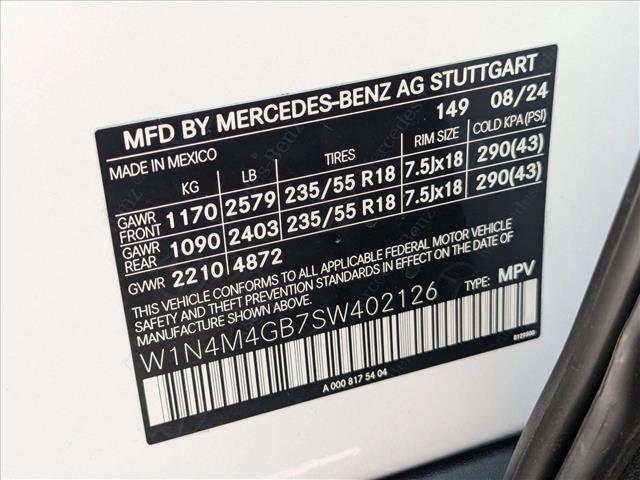 MFD BY MERCEDES-BENZ AG STUTTGART
149 08/24
MADE IN MEXICO
KG LB TIRES RIM SIZE COLD KPA (PSI)
GAWR FRONT 1170 2579 235/55 R18 7.5Jx18 290(43)
GAWR REAR 1090 2403 235/55 R18 7.5Jx18 290(43)
GVWR 2210 4872
THIS VEHICLE CONFORMS TO ALL APPLICABLE FEDERAL MOTOR VEHICLE
SAFETY AND THEFT PREVENTION STANDARDS IN EFFECT ON THE DATE OF
MANUFACTURE SHOWN ABOVE.
W1N4M4GB7SW402126 TYPE: MPV
A 000 817 54 04